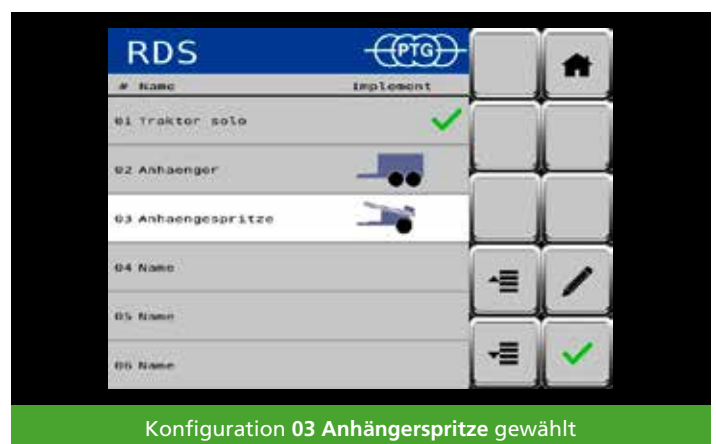 RDS PTG
# Name Implement
01 Traktor solo
02 Anhaenger
03 Anhaengespritze
04 Name
05 Name
06 Name
Konfiguration 03 Anhängerspritze gewählt